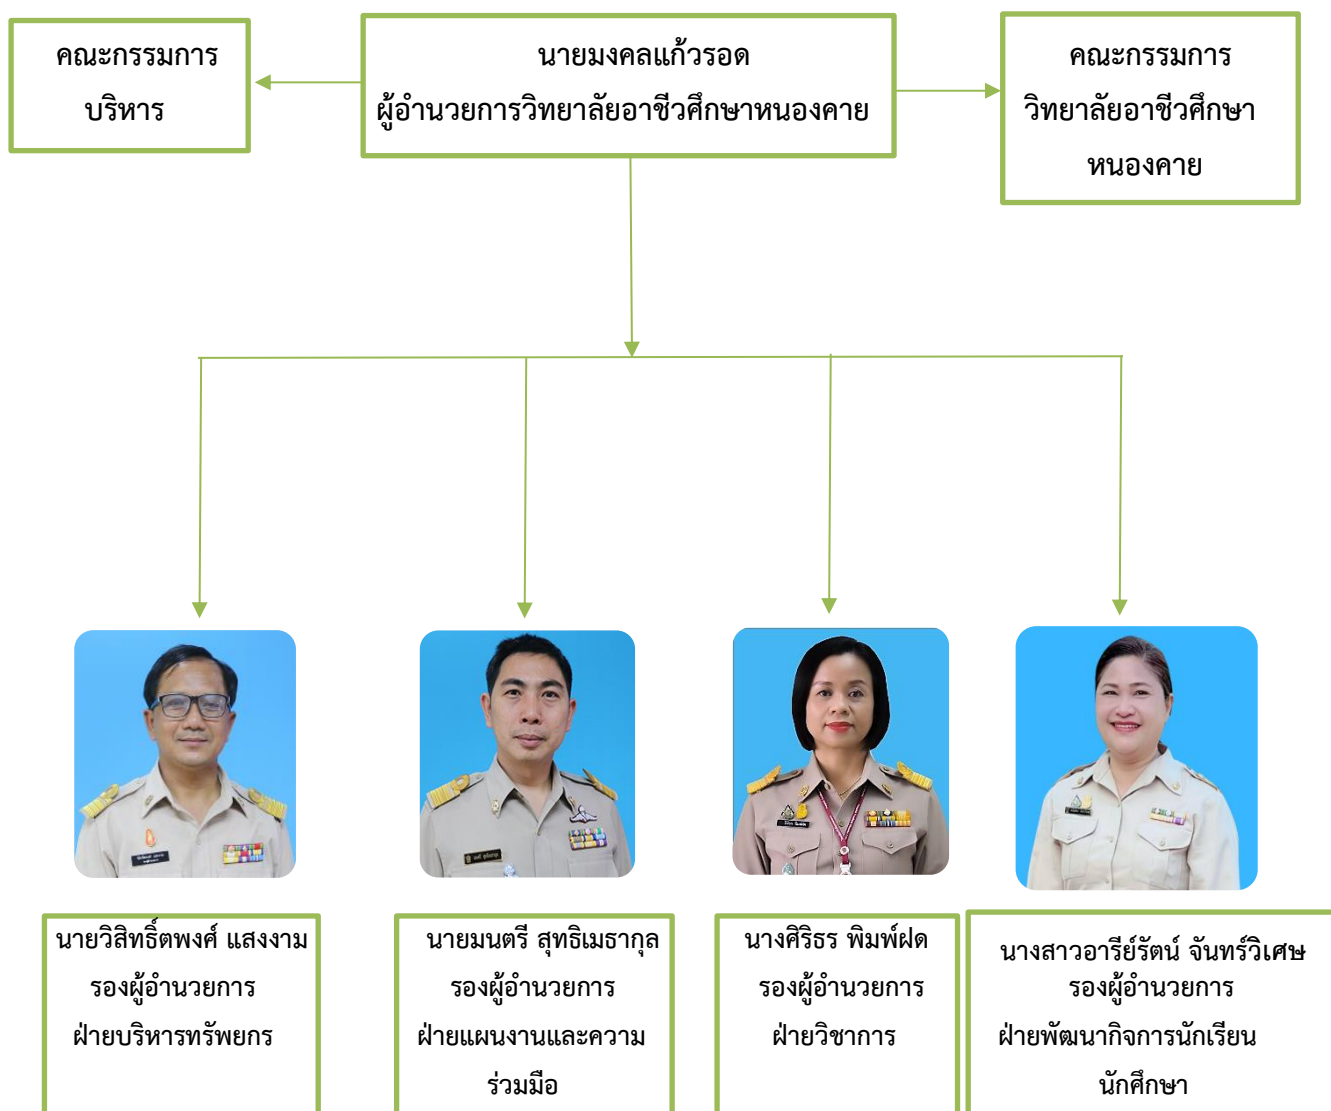 คณะกรรมการ
บริหาร
นายมงคลแก้วรอด
ผู้อำนวยการวิทยาลัยอาชีวศึกษาหนองคาย
คณะกรรมการ
วิทยาลัยอาชีวศึกษา
หนองคาย
นายวิสิทธิ์ตพงศ์ แสงงาม
รองผู้อำนวยการ
ฝ่ายบริหารทรัพยกร
นายมนตรี สุทธิเมธากุล
รองผู้อำนวยการ
ฝ่ายแผนงานและความ
ร่วมมือ
นางศิริธร พิมพ์ฝด
รองผู้อำนวยการ
ฝ่ายวิชาการ
นางสาวอารีย์รัตน์ จันทร์วิเศษ
รองผู้อำนวยการ
ฝ่ายพัฒนากิจการนักเรียน
นักศึกษา